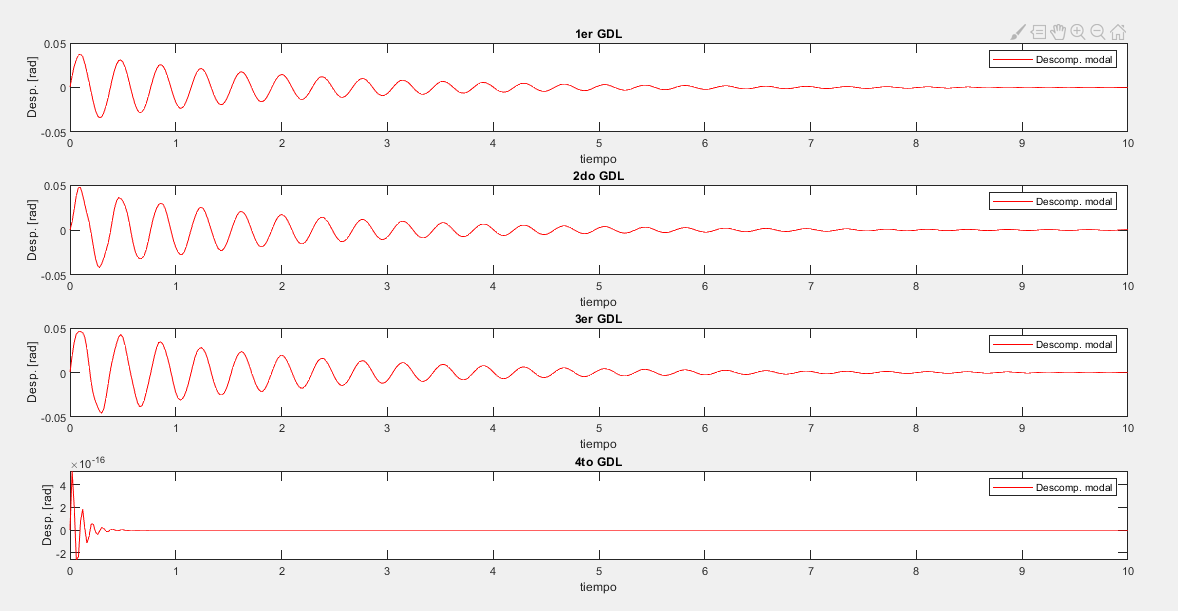 1er GDL
0.05
0
-0.05
Desp. [rad]
Descomp. modal
0 1 2 3 4 5 6 7 8 9 10
tiempo
2do GDL
0.05
0
-0.05
Desp. [rad]
Descomp. modal
0 1 2 3 4 5 6 7 8 9 10
tiempo
3er GDL
0.05
0
-0.05
Desp. [rad]
Descomp. modal
0 1 2 3 4 5 6 7 8 9 10
tiempo
4to GDL
×10⁻¹⁶
4
2
0
-2
Desp. [rad]
Descomp. modal
0 1 2 3 4 5 6 7 8 9 10
tiempo